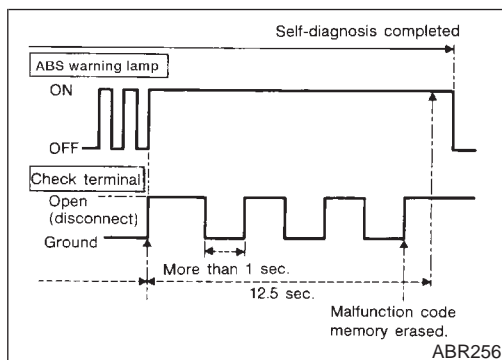 Self-diagnosis completed
ABS warning lamp
ON
OFF
Check terminal
Open
(disconnect)
Ground
More than 1 sec.
12.5 sec.
Malfunction code
memory erased.
ABR256